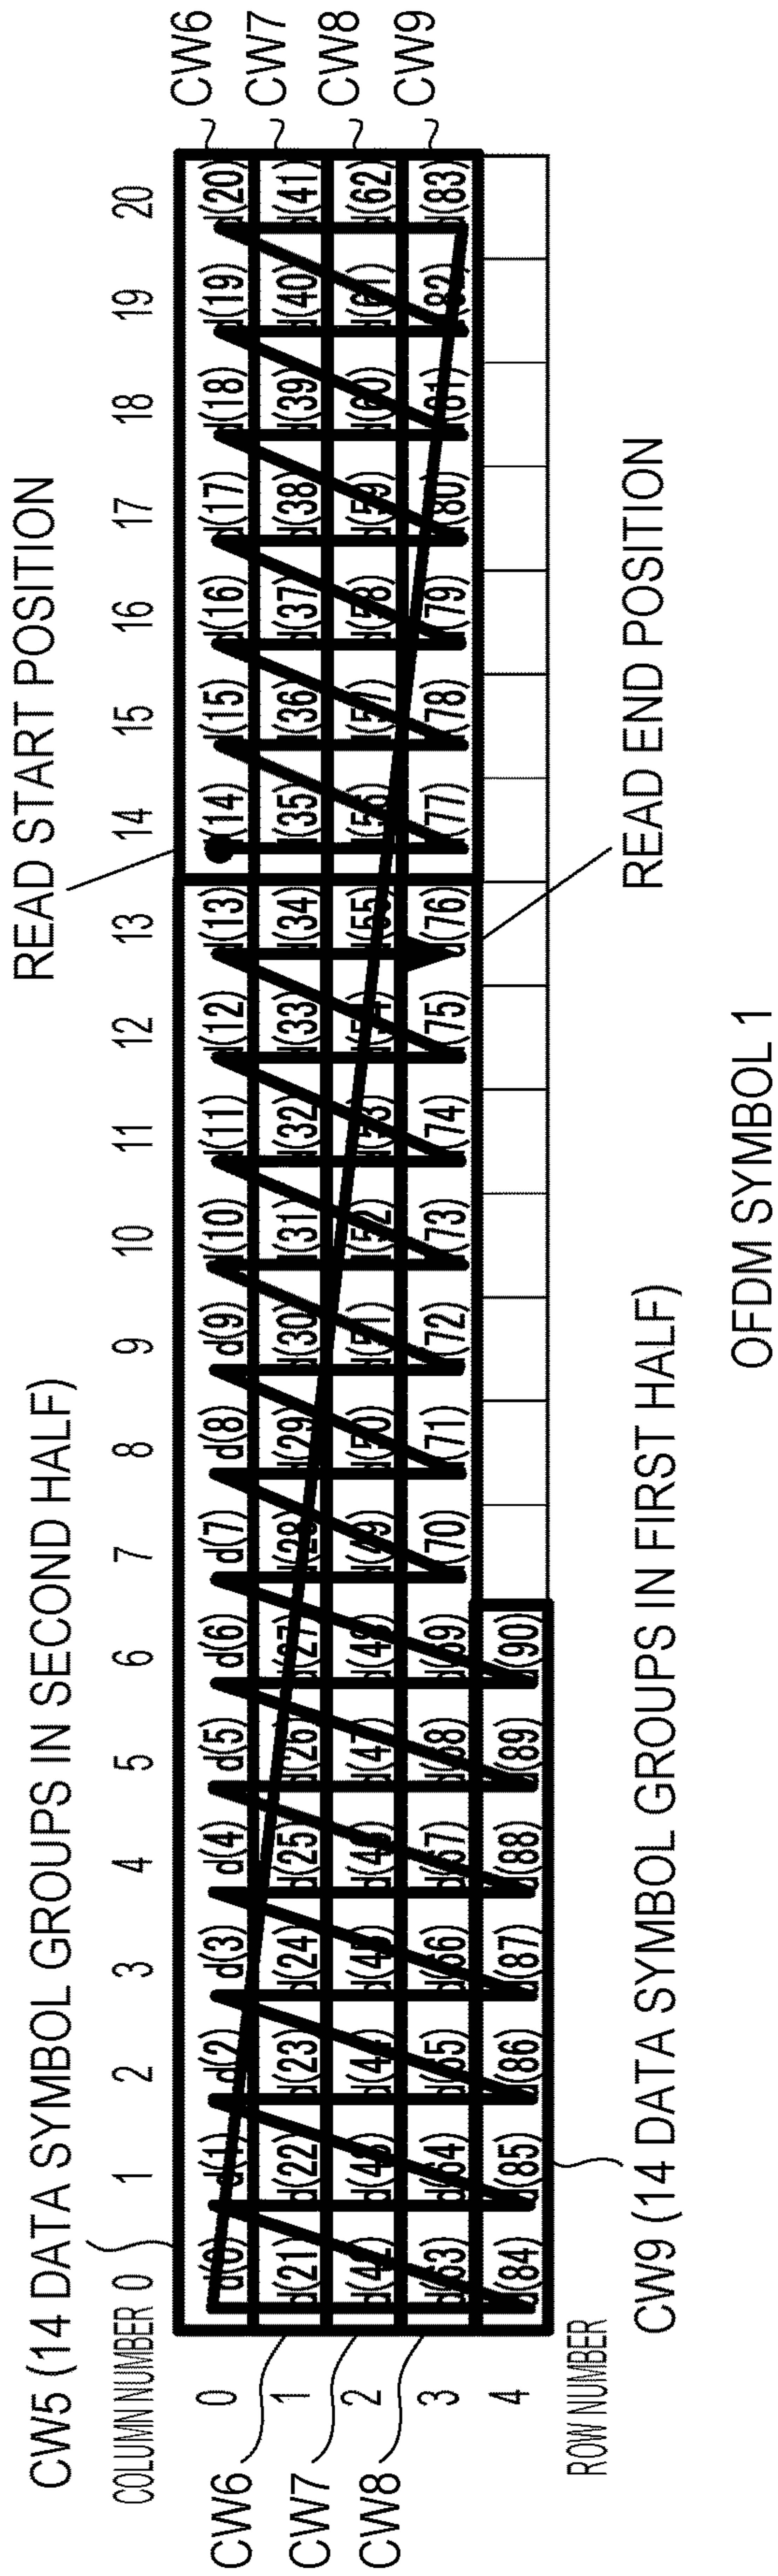 CW5 (14 DATA SYMBOL GROUPS IN SECOND HALF) READ START POSITION
COLUMN NUMBER 0 1 2 3 4 5 6 7 8 9 10 11 12 13 14 15 16 17 18 19 20
0 d(0) d(1) d(2) d(3) d(4) d(5) d(6) d(7) d(8) d(9) d(10) d(11) d(12) d(13) d(14) d(15) d(16) d(17) d(18) d(19) d(20) CW6
CW6 1 d(21) d(22) d(23) d(24) d(25) d(26) d(27) d(28) d(29) d(30) d(31) d(32) d(33) d(34) d(35) d(36) d(37) d(38) d(39) d(40) d(41) CW7
CW7 2 d(42) d(43) d(44) d(45) d(46) d(47) d(48) d(49) d(50) d(51) d(52) d(53) d(54) d(55) d(56) d(57) d(58) d(59) d(60) d(61) d(62) CW8
CW8 3 d(63) d(64) d(65) d(66) d(67) d(68) d(69) d(70) d(71) d(72) d(73) d(74) d(75) d(76) d(77) d(78) d(79) d(80) d(81) d(82) d(83) CW9
4 d(84) d(85) d(86) d(87) d(88) d(89) d(90)
ROW NUMBER
CW9 (14 DATA SYMBOL GROUPS IN FIRST HALF) READ END POSITION
OFDM SYMBOL 1